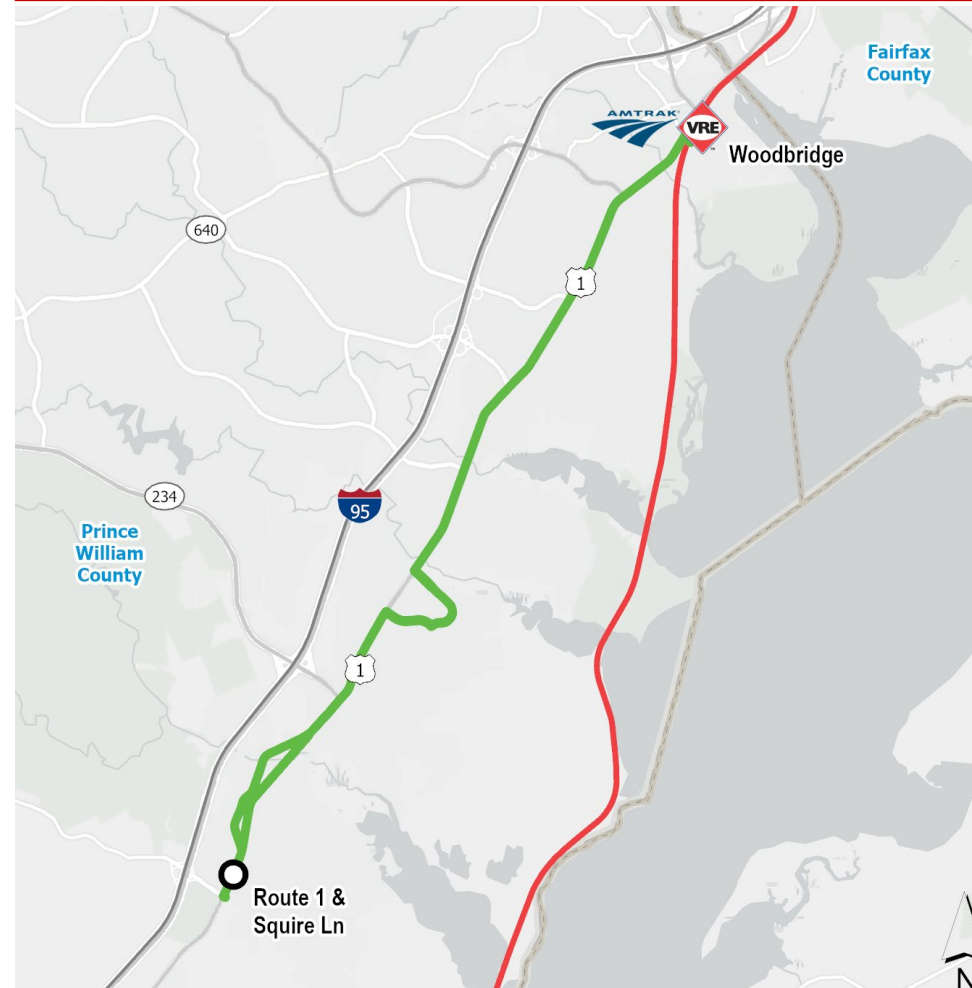 Fairfax
County
AMTRAK
VRE
Woodbridge
640
1
234
95
Prince
William
County
1
Route 1 &
Squire Ln
N